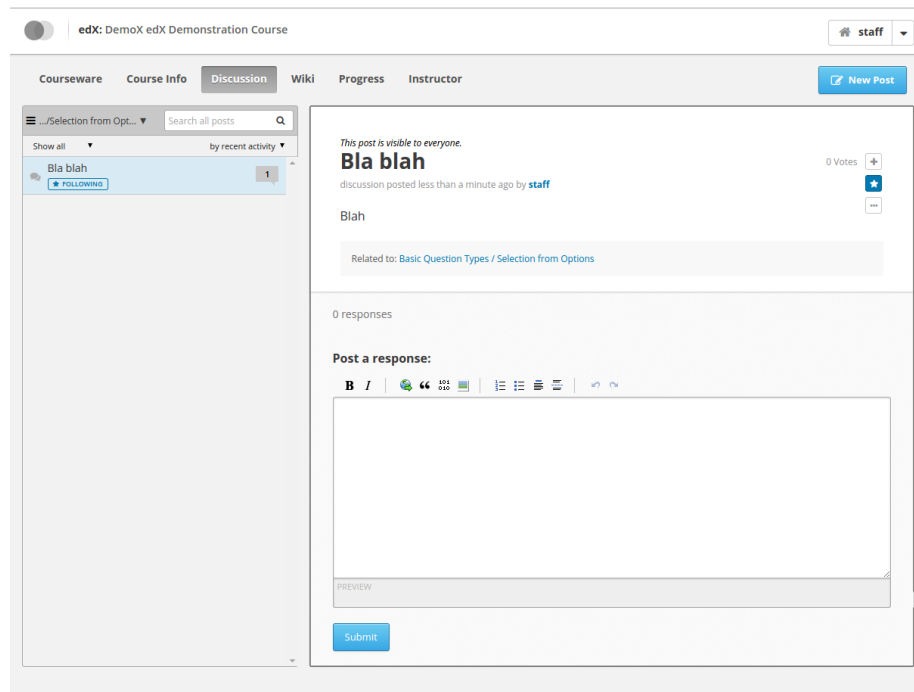 edX: DemoX edX Demonstration Course
staff
Courseware Course Info Discussion Wiki Progress Instructor
New Post
.../Selection from Opt...
Search all posts
Show all
by recent activity
Bla blah
1
FOLLOWING
This post is visible to everyone.
Bla blah
0 Votes
discussion posted less than a minute ago by staff
Blah
Related to: Basic Question Types / Selection from Options
0 responses
Post a response:
B I
101
010
PREVIEW
Submit